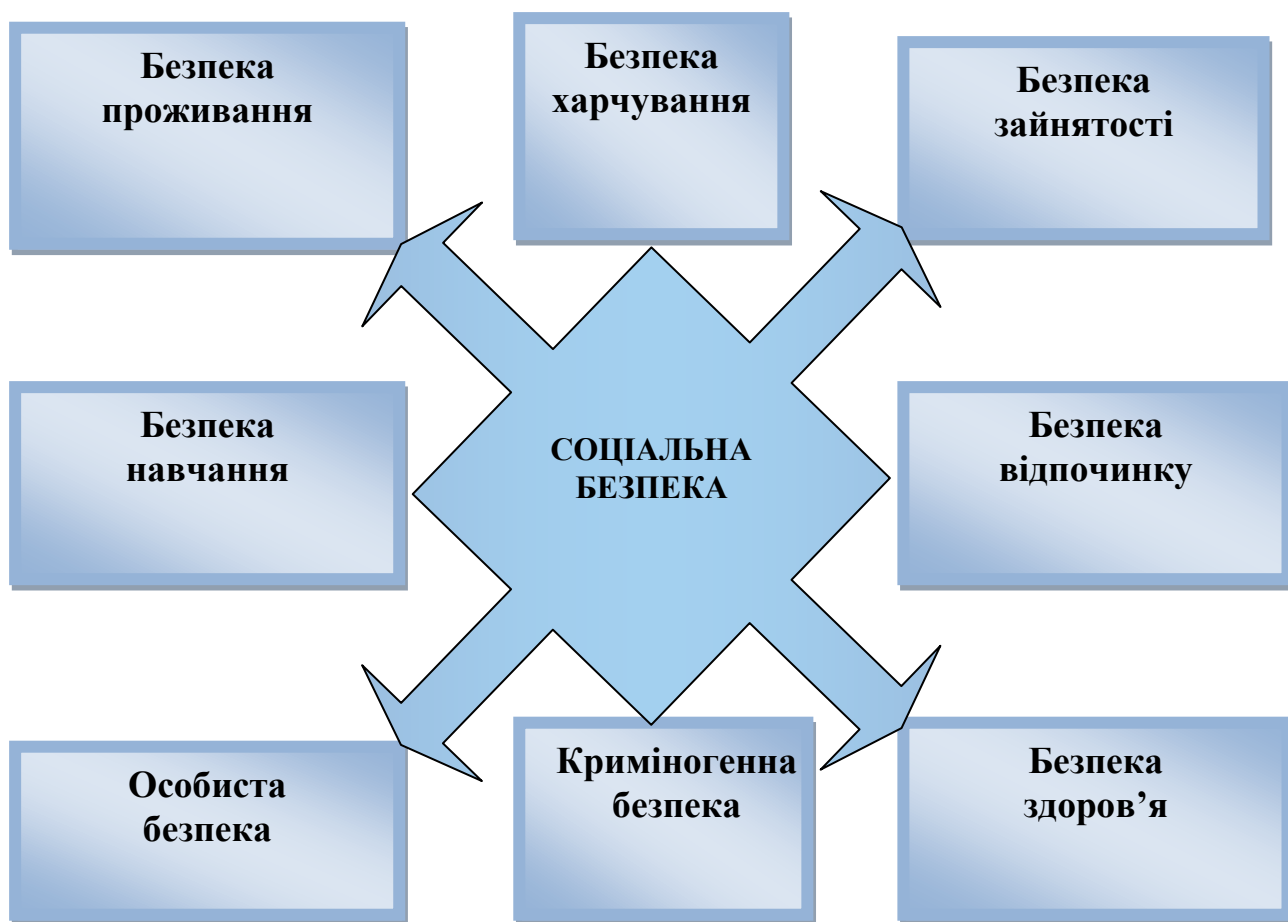 Безпека
проживання
Безпека
харчування
Безпека
зайнятості
Безпека
навчання
СОЦІАЛЬНА
БЕЗПЕКА
Безпека
відпочинку
Особиста
безпека
Криміногенна
безпека
Безпека
здоров’я